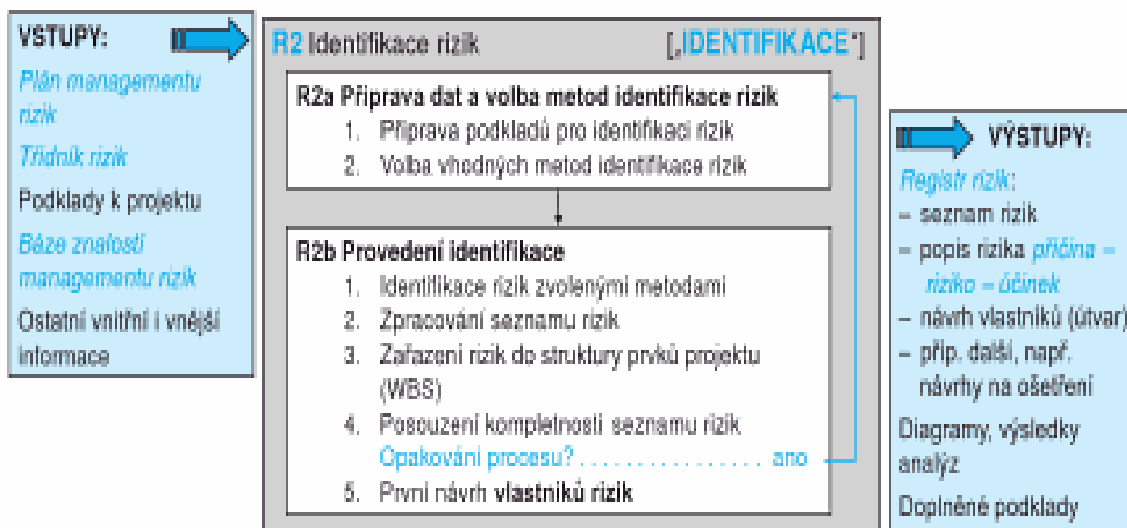 VSTUPY:
Plán managementu
rizik
Třídník rizik
Podklady k projektu
Báze znalostí
managementu rizik
Ostatní vnitřní i vnější
informace
R2 Identifikace rizik ["IDENTIFIKACE"]
R2a Příprava dat a volba metod identifikace rizik
1. Příprava podkladů pro identifikaci rizik
2. Volba vhodných metod identifikace rizik
R2b Provedení identifikace
1. Identifikace rizik zvolenými metodami
2. Zpracování seznamu rizik
3. Zařazení rizik do struktury prvků projektu
(WBS)
4. Posouzení kompletnosti seznamu rizik
Opakování procesu? . . . . . . . . . . . . . . . . ano
5. První návrh vlastníků rizik
VÝSTUPY:
Registr rizik:
– seznam rizik
– popis rizika příčina –
riziko – účinek
– návrh vlastníků (útvar)
– příp. další, např.
návrhy na ošetření
Diagramy, výsledky
analýz
Doplněné podklady